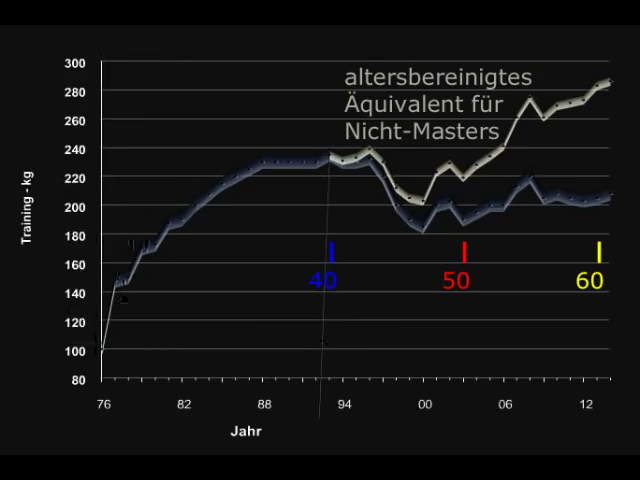 300
altersbereinigtes
280
Äquivalent für
260
Nicht-Masters
240
220
200
180
160
40 50 60
140
120
100
80
Training - kg
76 82 88 94 00 06 12
Jahr